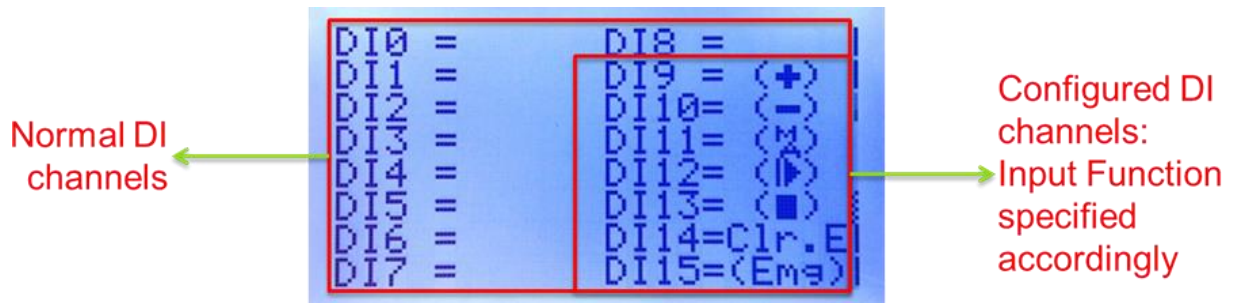 Normal DI
channels
DI0 =
DI1 =
DI2 =
DI3 =
DI4 =
DI5 =
DI6 =
DI7 =
DI8 =
DI9 = (+)
DI10= (-)
DI11= (MA)
DI12= (|▶)
DI13= (■)
DI14=Clr.E
DI15=(Emg)
Configured DI
channels:
Input Function
specified
accordingly